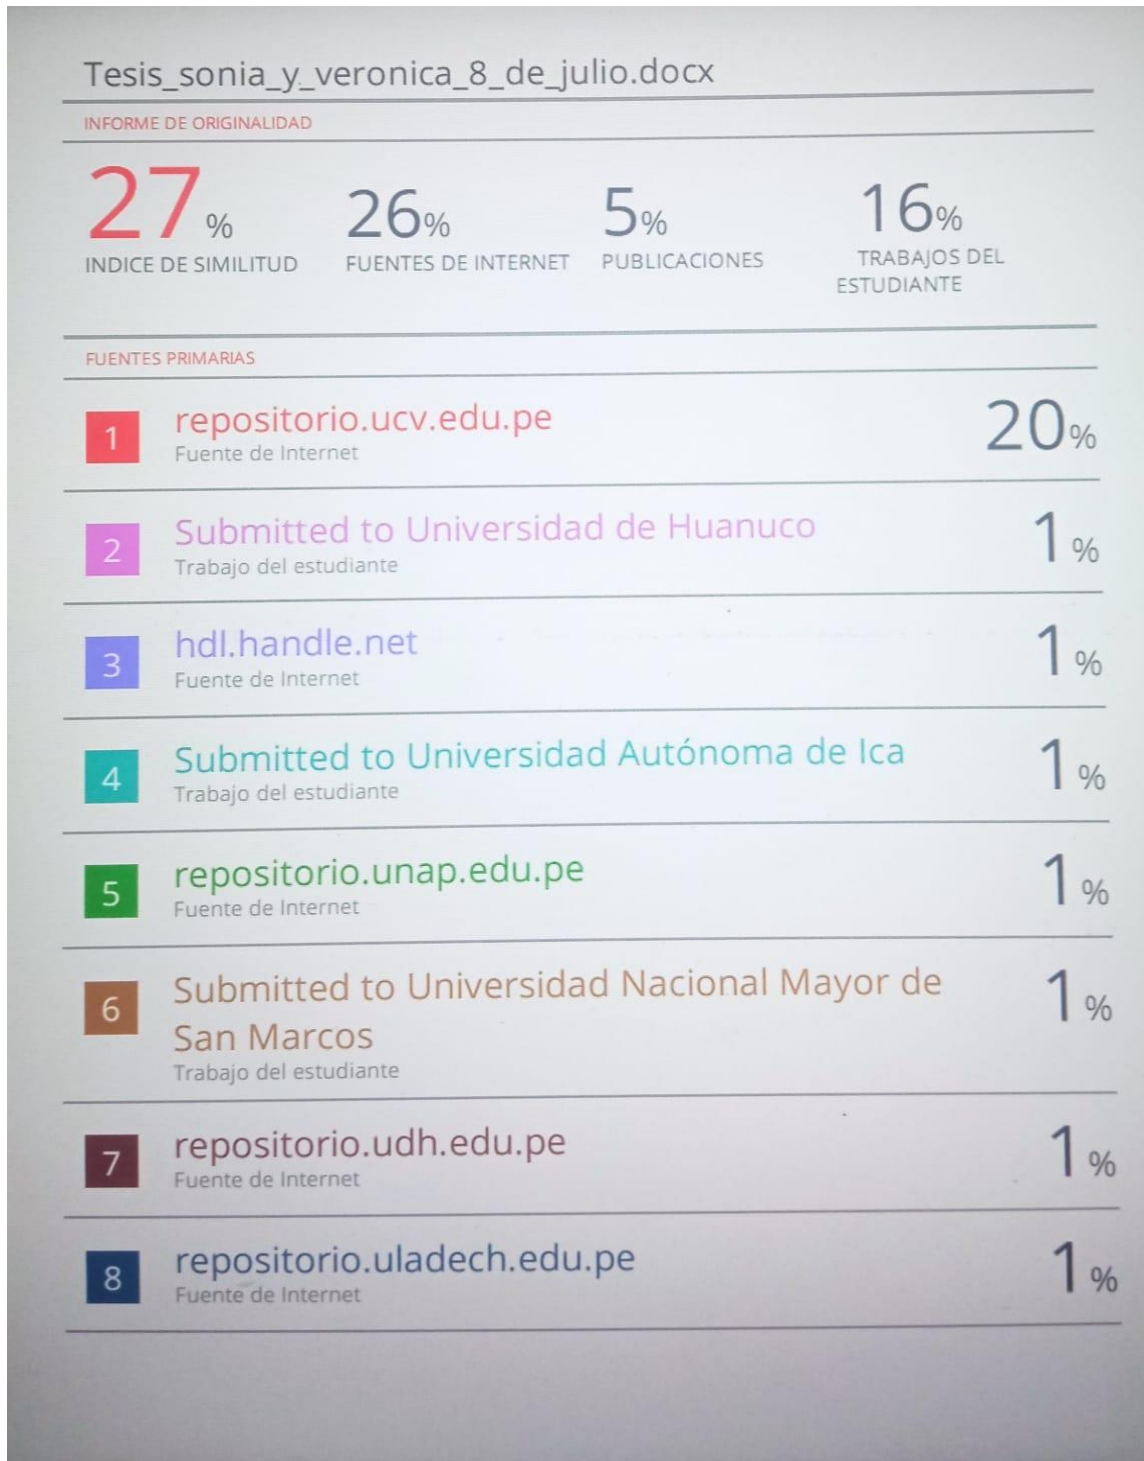 Tesis_sonia_y_veronica_8_de_julio.docx
INFORME DE ORIGINALIDAD
27% 26% 5% 16%
INDICE DE SIMILITUD FUENTES DE INTERNET PUBLICACIONES TRABAJOS DEL
ESTUDIANTE
FUENTES PRIMARIAS
1 repositorio.ucv.edu.pe 20%
Fuente de Internet
2 Submitted to Universidad de Huanuco 1%
Trabajo del estudiante
3 hdl.handle.net 1%
Fuente de Internet
4 Submitted to Universidad Autónoma de Ica 1%
Trabajo del estudiante
5 repositorio.unap.edu.pe 1%
Fuente de Internet
6 Submitted to Universidad Nacional Mayor de 1%
San Marcos
Trabajo del estudiante
7 repositorio.udh.edu.pe 1%
Fuente de Internet
8 repositorio.uladech.edu.pe 1%
Fuente de Internet